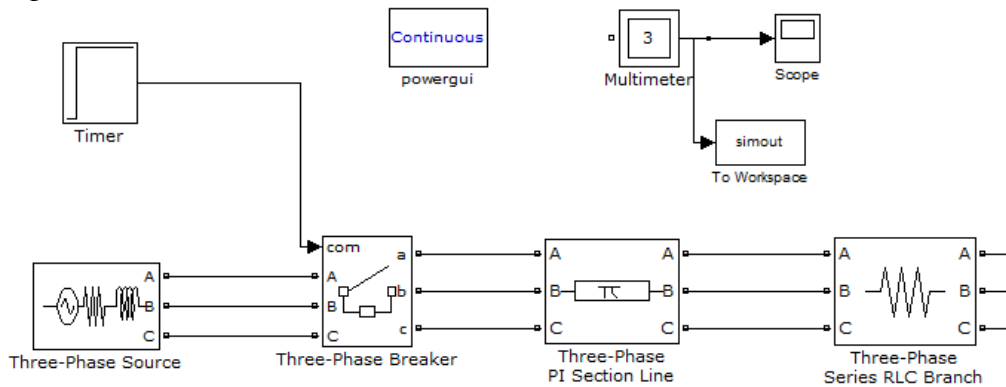 Continuous
powergui
3
Multimeter
Scope
Timer
simout
To Workspace
com
A
B
C
Three-Phase Source
A
B
C
a
b
c
Three-Phase Breaker
A
B
C
A
B
C
Three-Phase
PI Section Line
A
B
C
A
B
C
Three-Phase
Series RLC Branch